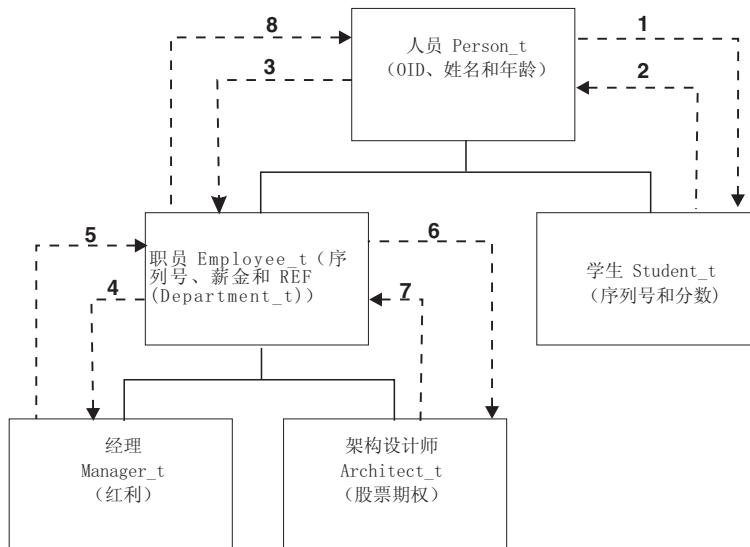 8
人员 Person_t
(OID、姓名和年龄)
1
3
2
5
职员 Employee_t(序
列号、薪金和 REF
(Department_t))
6
学生 Student_t
(序列号和分数)
4
7
经理
Manager_t
(红利)
架构设计师
Architect_t
(股票期权)